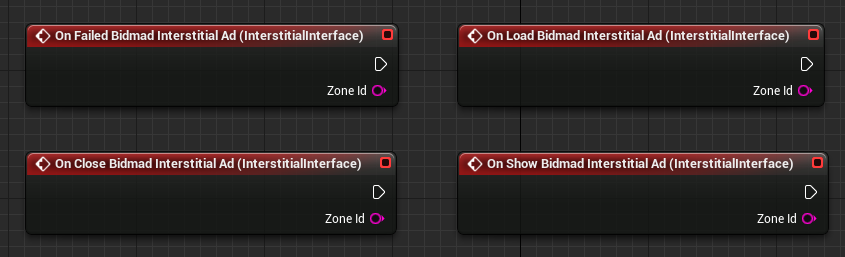 On Failed Bidmad Interstitial Ad (InterstitialInterface)
Zone Id
On Load Bidmad Interstitial Ad (InterstitialInterface)
Zone Id
On Close Bidmad Interstitial Ad (InterstitialInterface)
Zone Id
On Show Bidmad Interstitial Ad (InterstitialInterface)
Zone Id